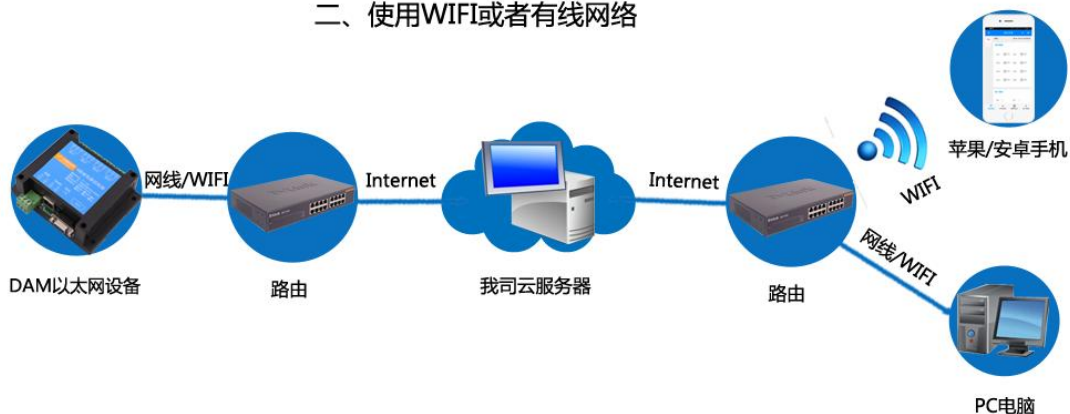 二、使用WIFI或者有线网络
苹果/安卓手机
网线/WIFI
Internet
Internet
WIFI
网线/WIFI
DAM以太网设备
路由
我司云服务器
路由
PC电脑